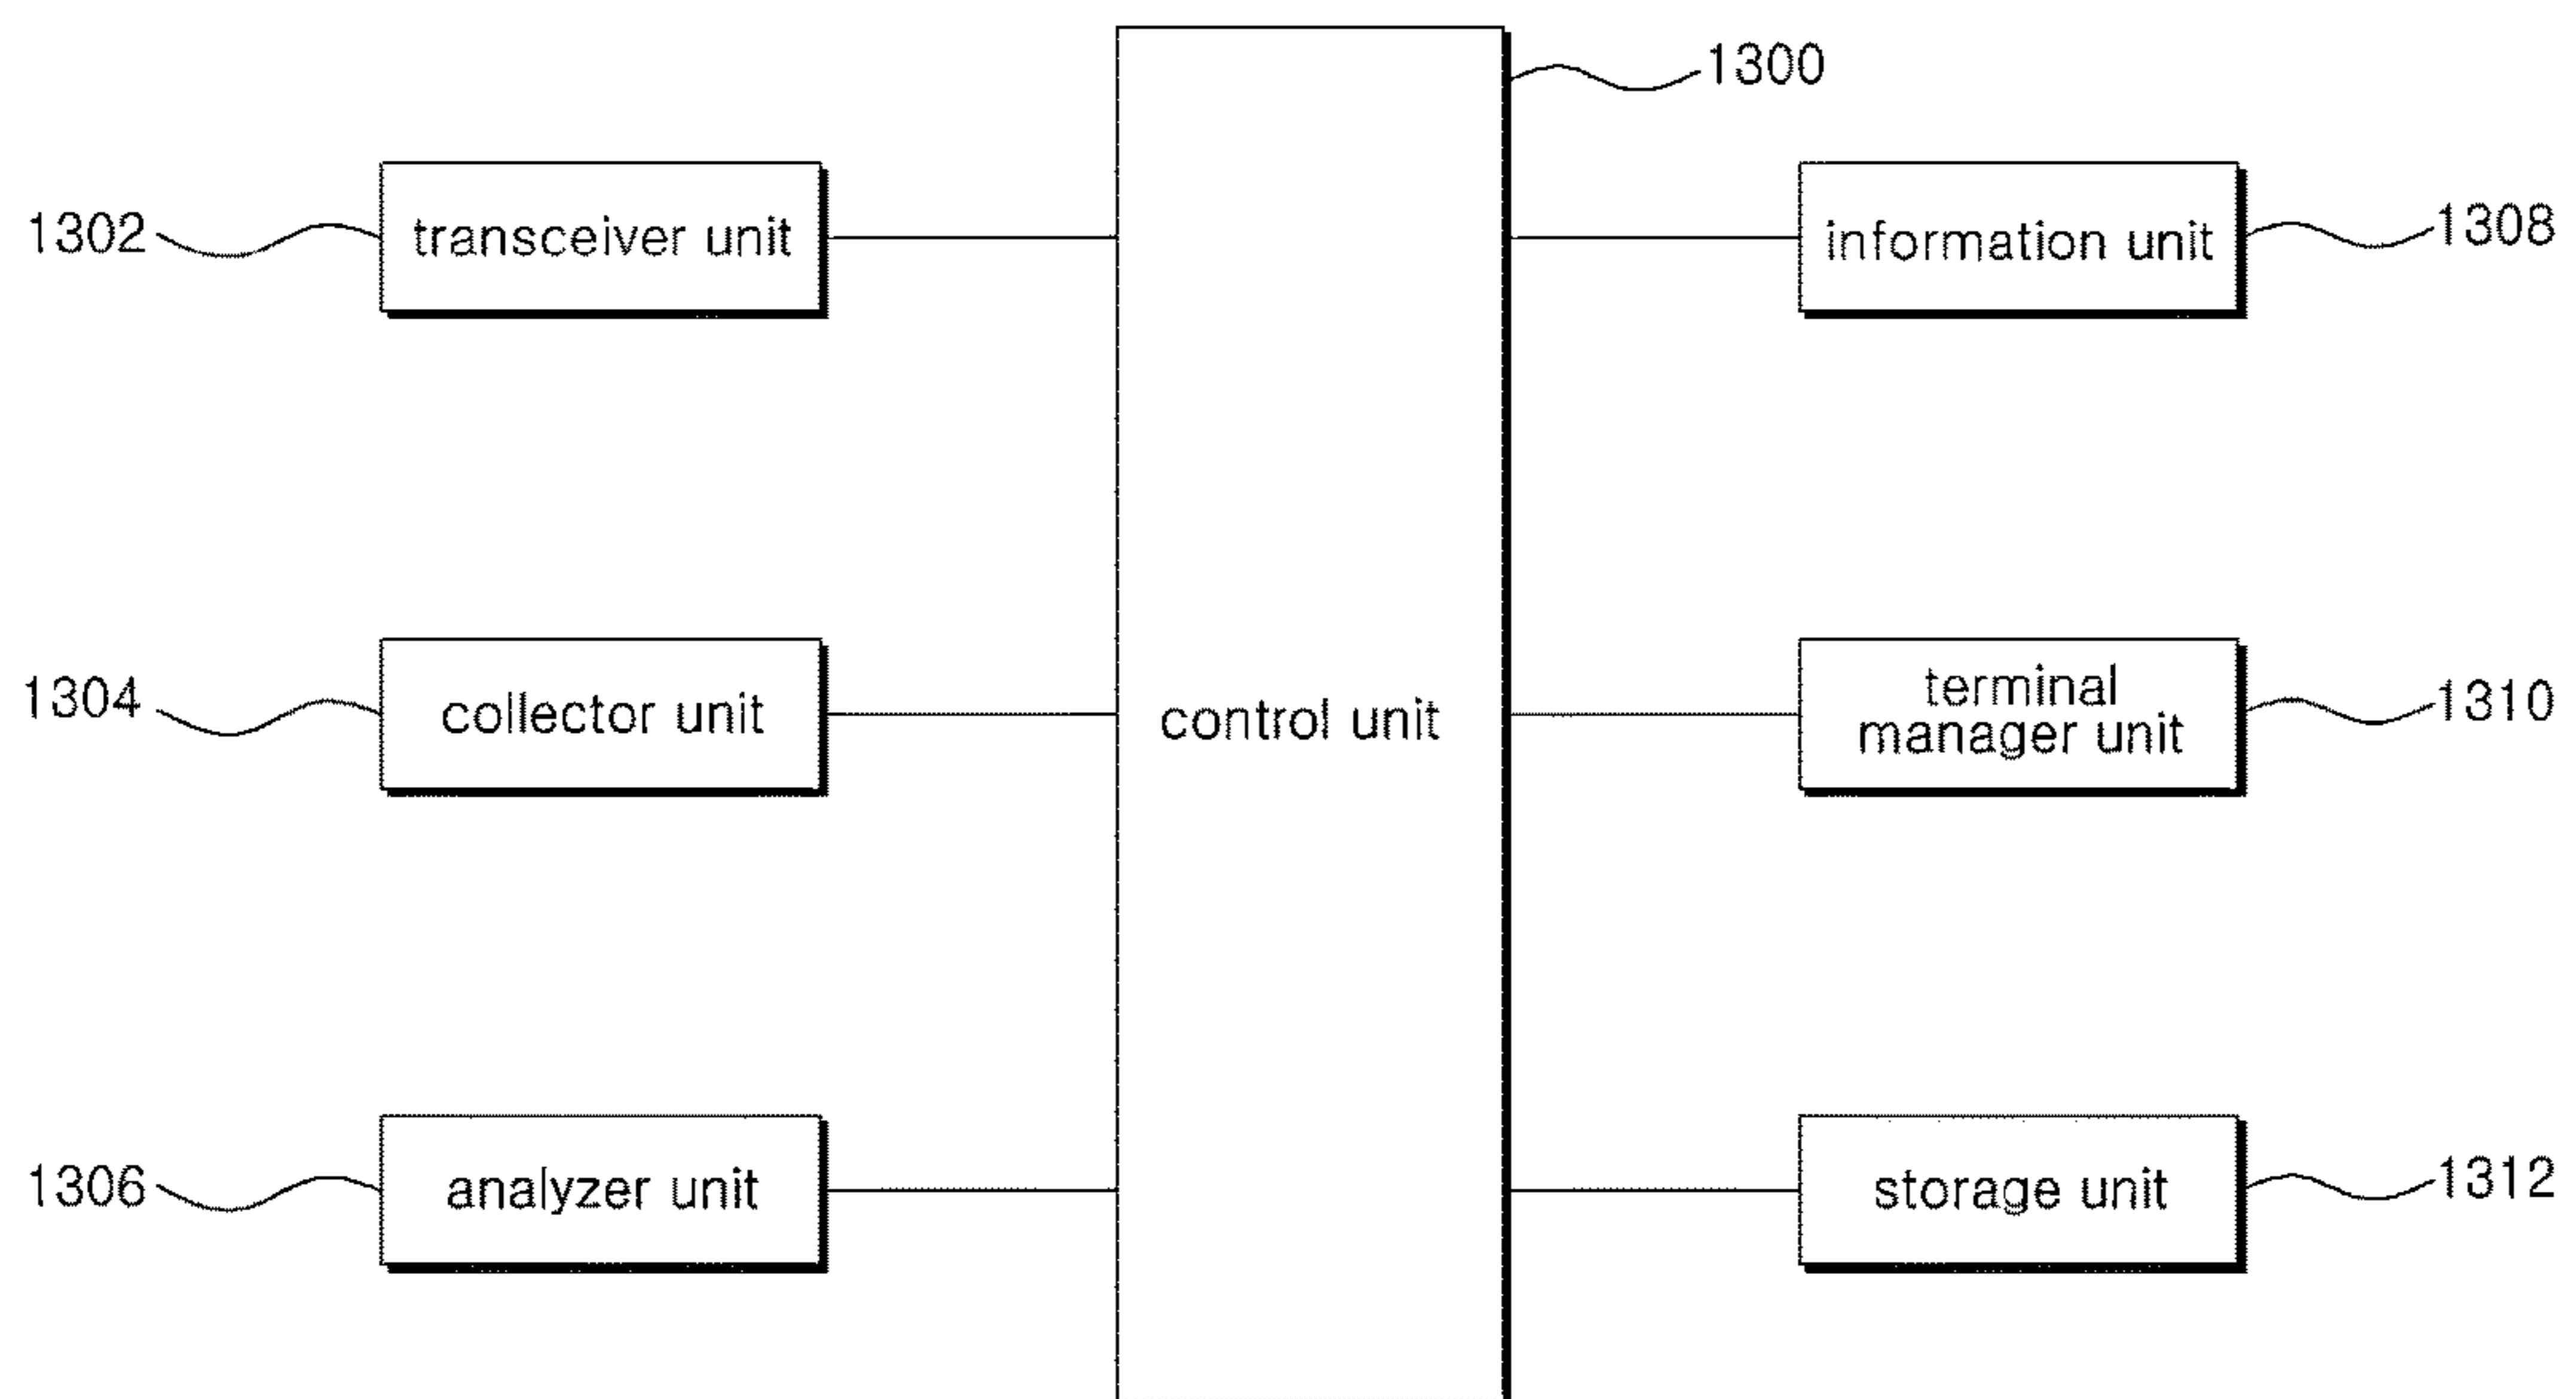 1300
1302
transceiver unit
information unit
1308
1304
collector unit
control unit
terminal
manager unit
1310
1306
analyzer unit
storage unit
1312